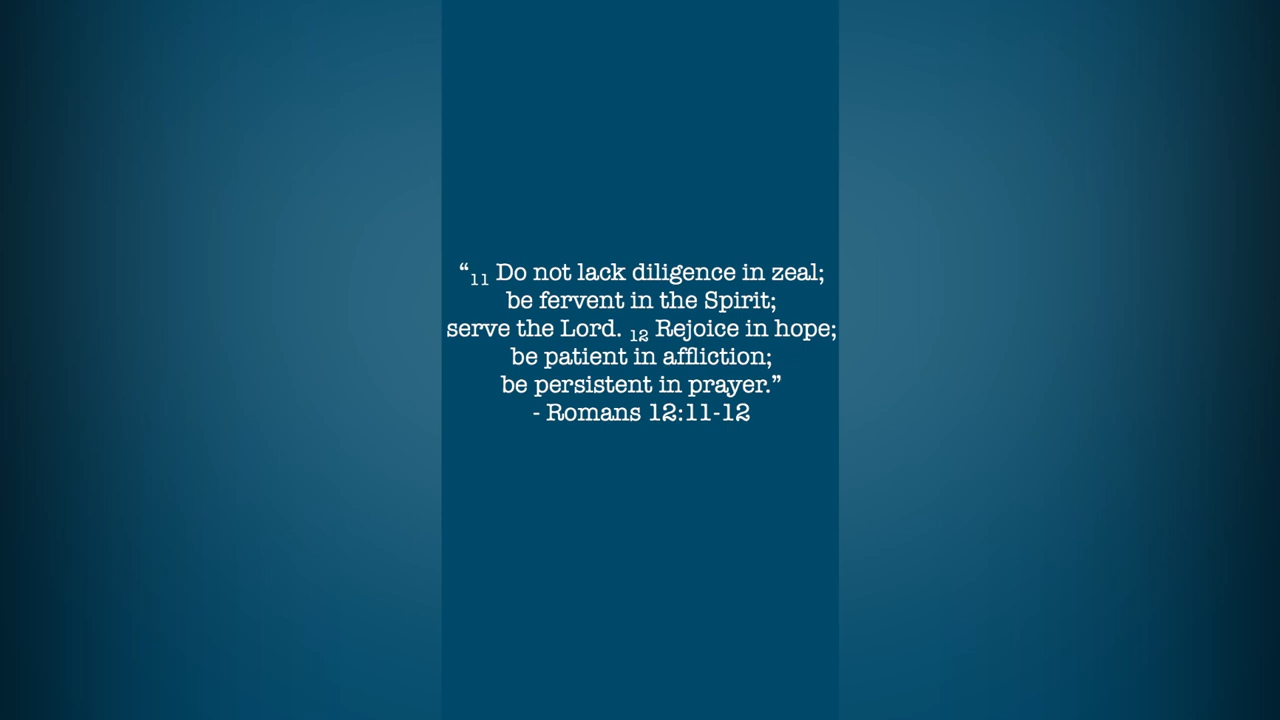 “11 Do not lack diligence in zeal;
be fervent in the Spirit;
serve the Lord. 12 Rejoice in hope;
be patient in affliction;
be persistent in prayer.”
- Romans 12:11-12